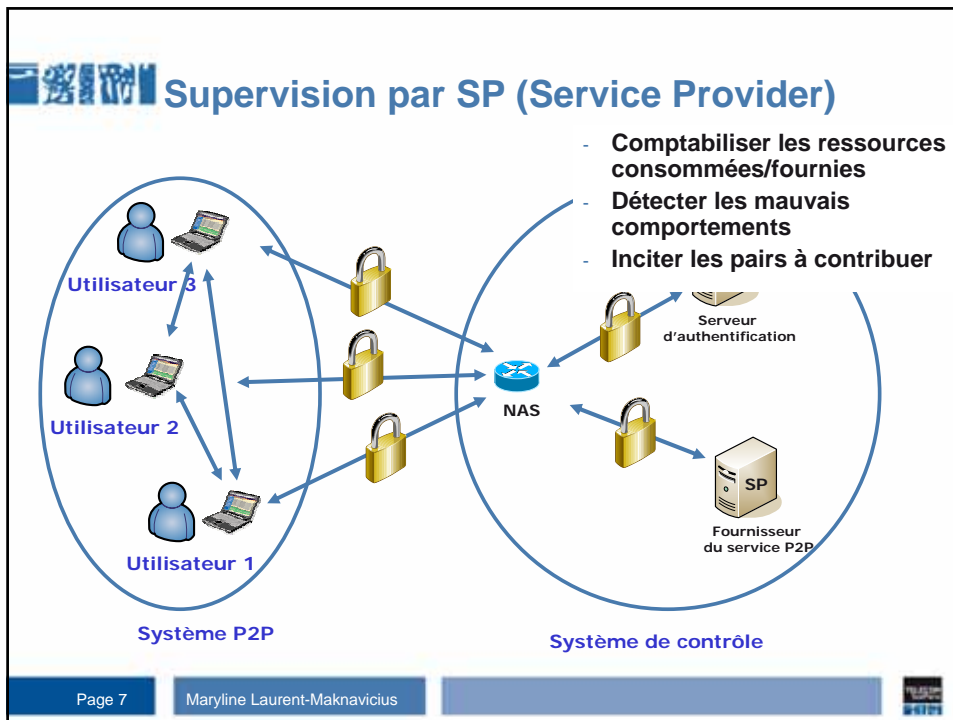 Supervision par SP (Service Provider)
- Comptabiliser les ressources
consommées/fournies
- Détecter les mauvais
comportements
- Inciter les pairs à contribuer
Utilisateur 3
Serveur
d'authentification
NAS
Utilisateur 2
SP
Fournisseur
du service P2P
Utilisateur 1
Système P2P
Système de contrôle
Page 7
Maryline Laurent-Maknavicius